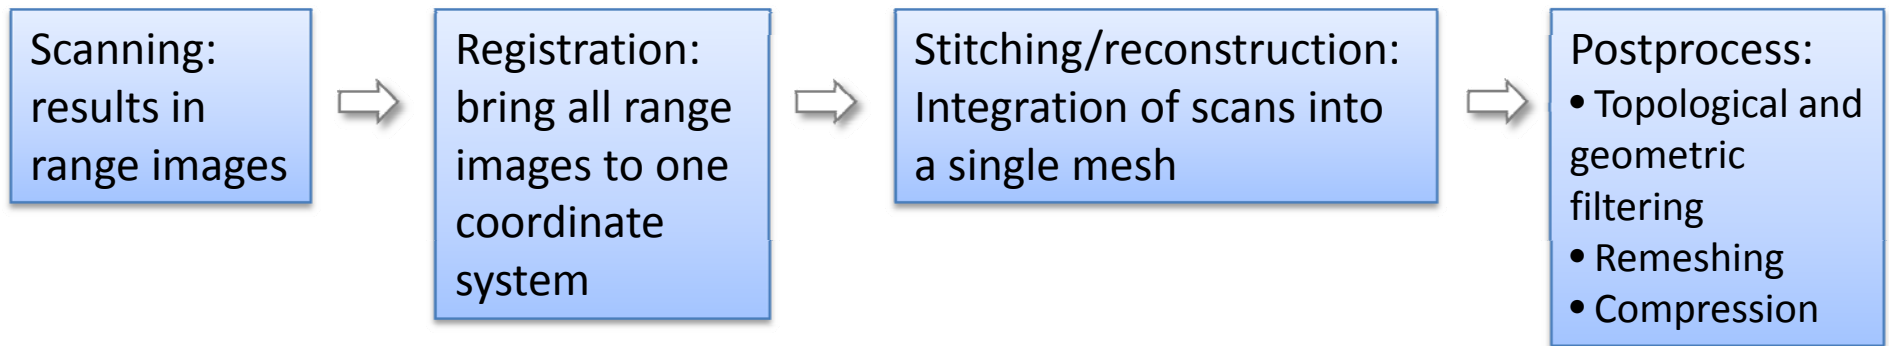 Scanning:
results in
range images
Registration:
bring all range
images to one
coordinate
system
Stitching/reconstruction:
Integration of scans into
a single mesh
Postprocess:
• Topological and
geometric
filtering
• Remeshing
• Compression